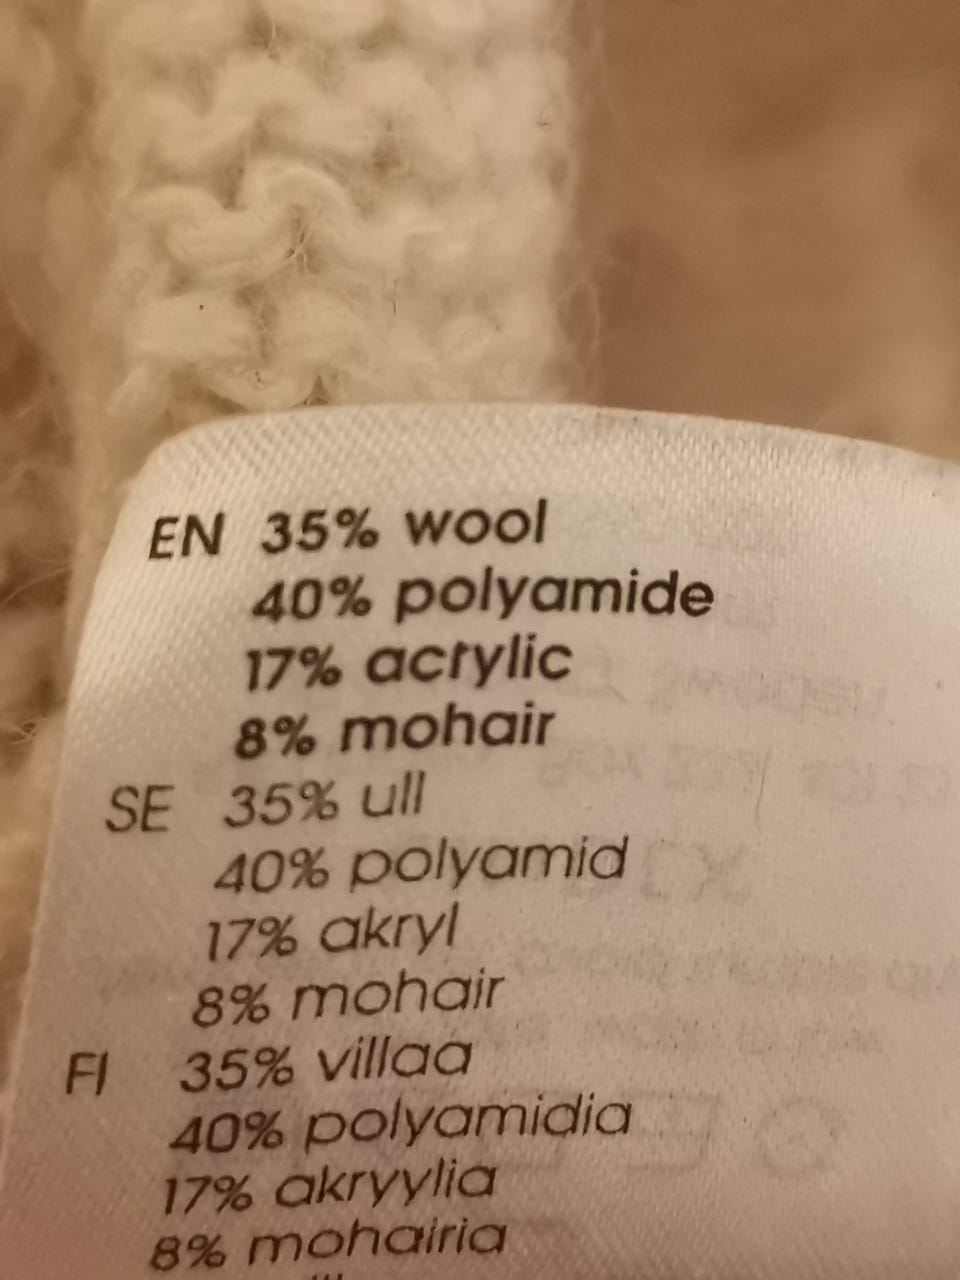 EN 35% wool
40% polyamide
17% acrylic
8% mohair
SE 35% ull
40% polyamid
17% akryl
8% mohair
FI 35% villaa
40% polyamidia
17% akryylia
8% mohairia